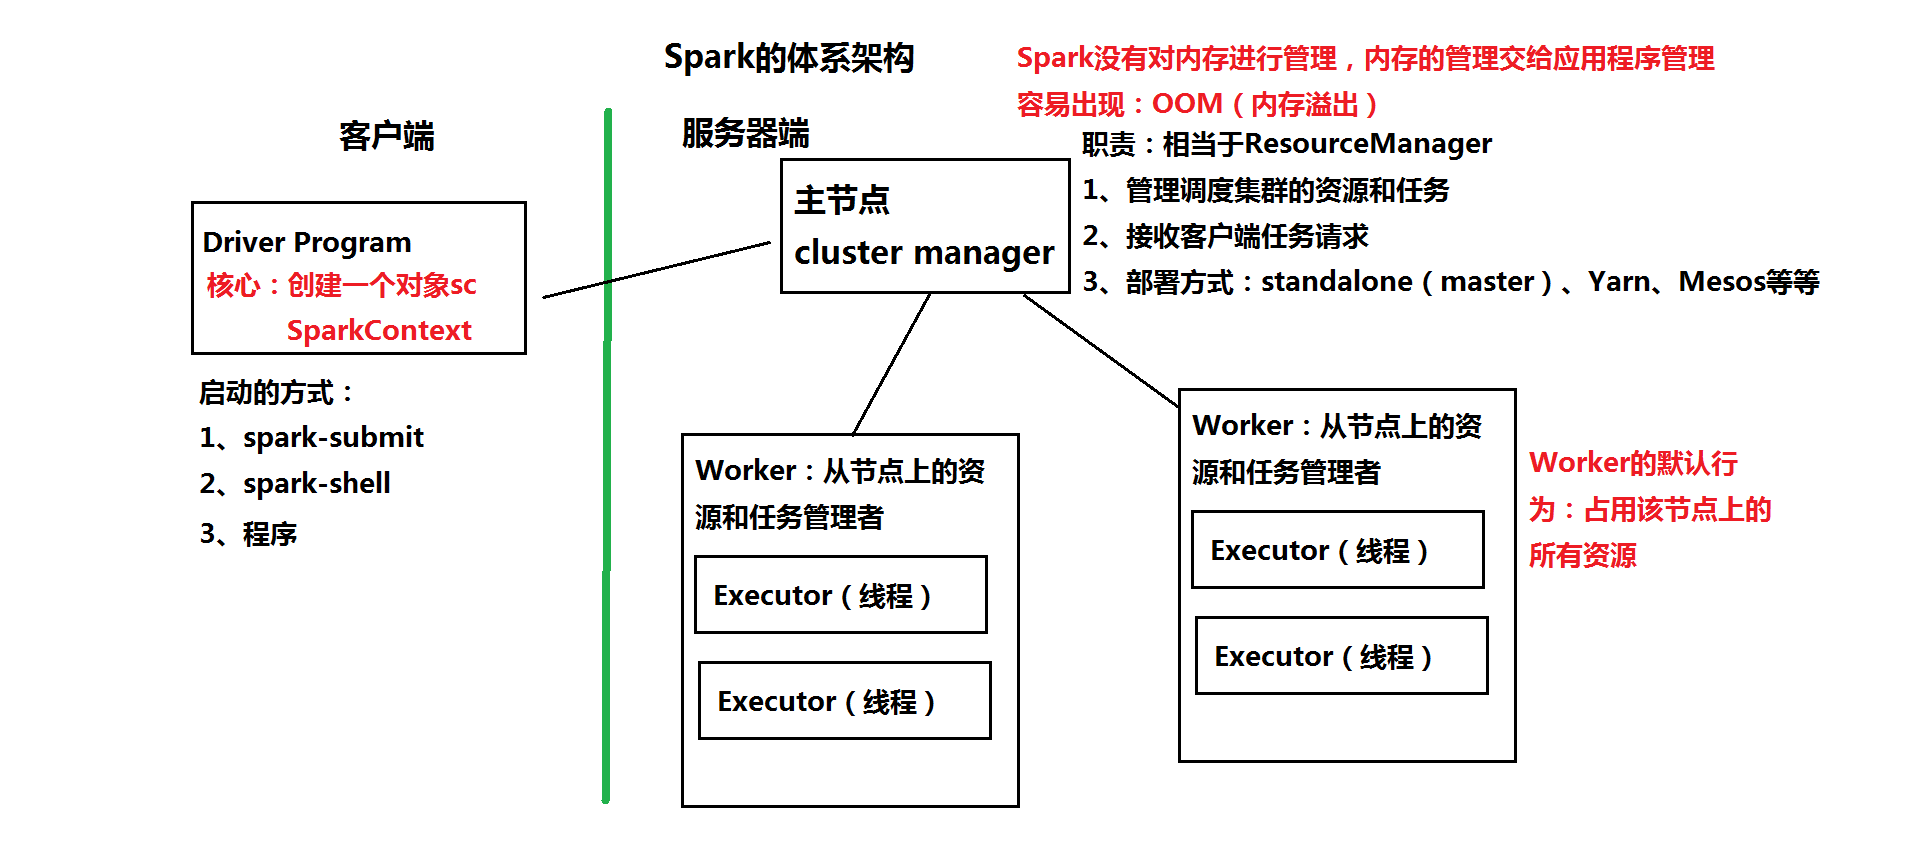 Spark的体系架构
Spark没有对内存进行管理，内存的管理交给应用程序管理
容易出现：OOM（内存溢出）
客户端
服务器端
Driver Program
核心：创建一个对象sc
SparkContext
启动的方式：
1、spark-submit
2、spark-shell
3、程序
主节点
cluster manager
职责：相当于ResourceManager
1、管理调度集群的资源和任务
2、接收客户端任务请求
3、部署方式：standalone（master）、Yarn、Mesos等等
Worker：从节点上的资
源和任务管理者
Executor（线程）
Executor（线程）
Worker：从节点上的资
源和任务管理者
Executor（线程）
Executor（线程）
Worker的默认行
为：占用该节点上的
所有资源